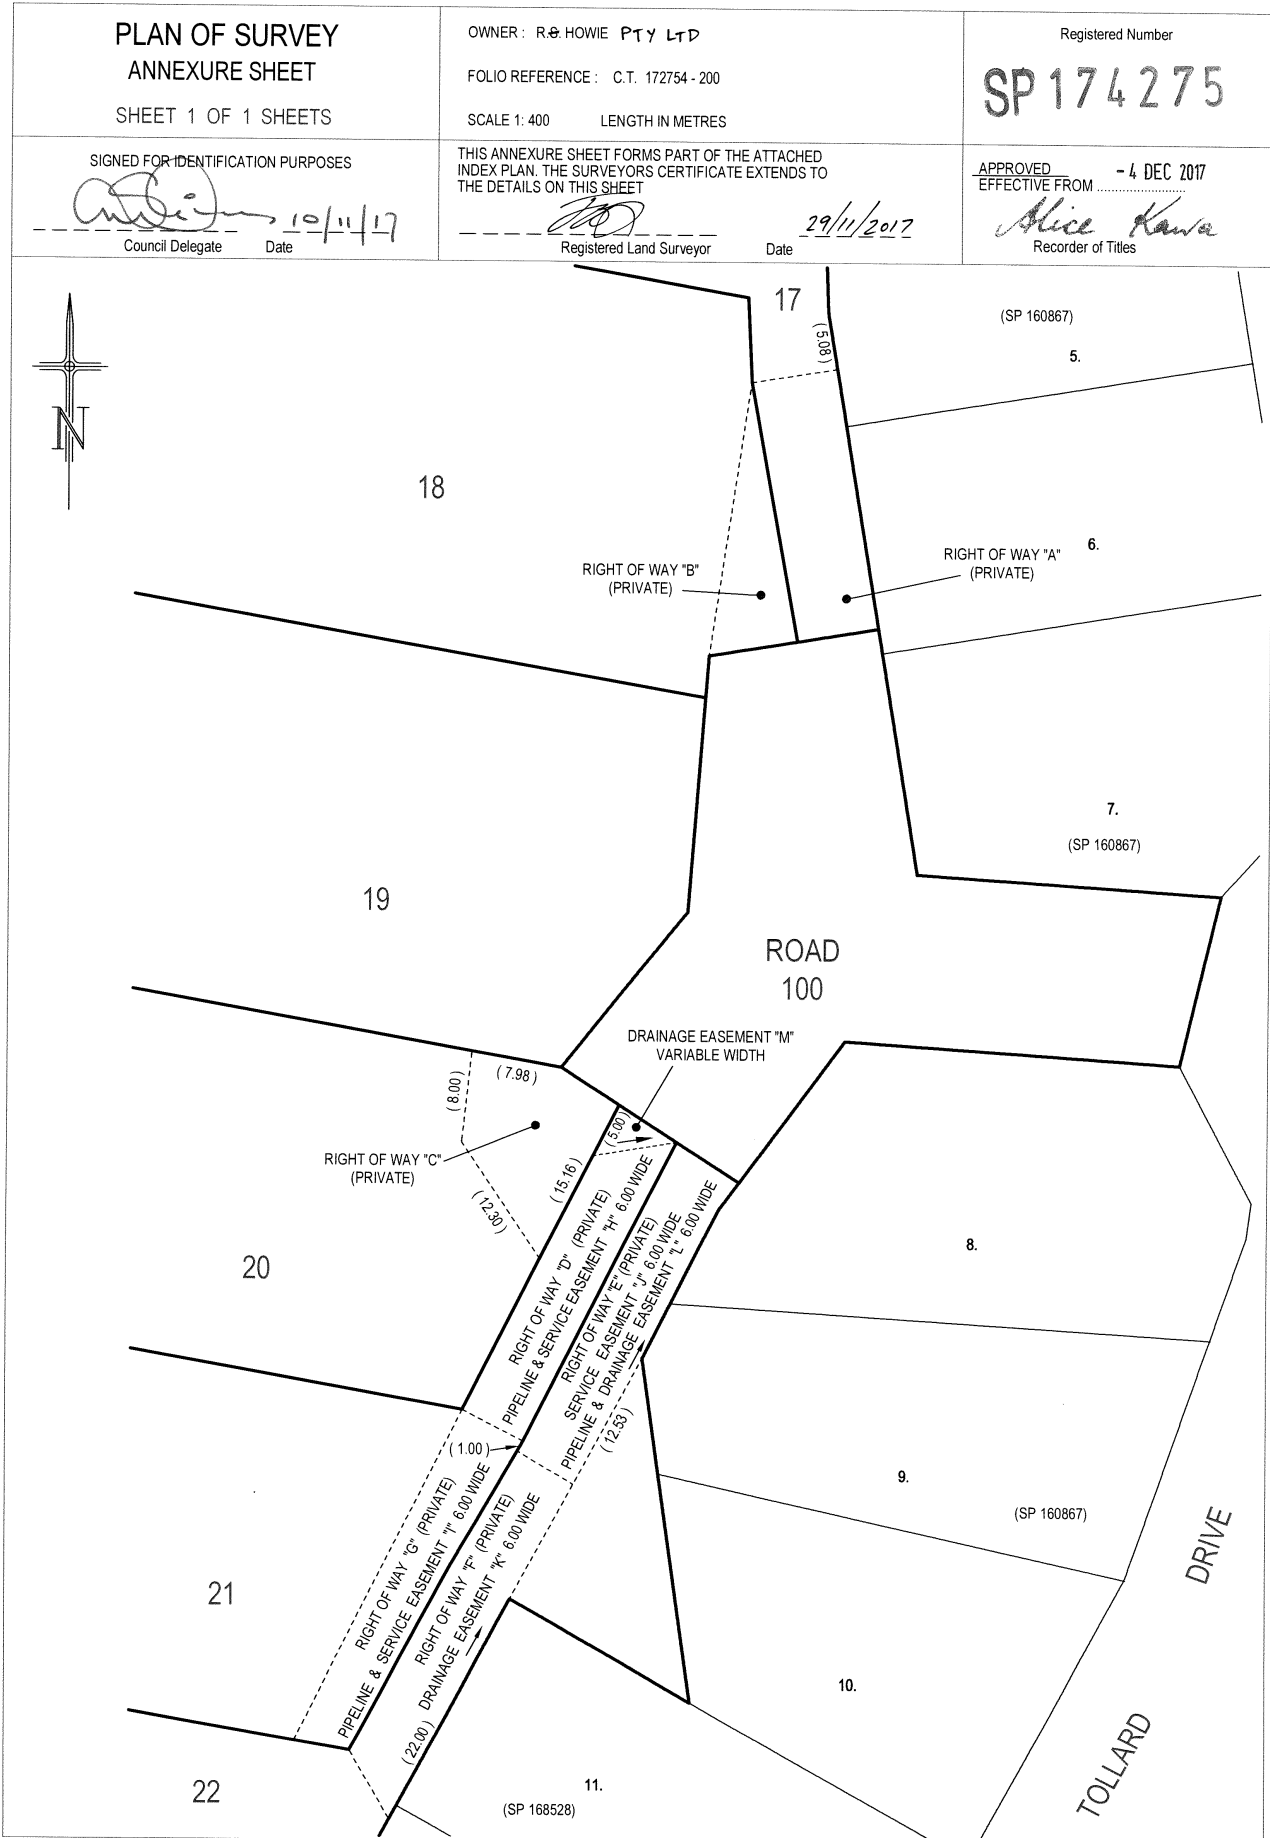 PLAN OF SURVEY
ANNEXURE SHEET
SHEET 1 OF 1 SHEETS
OWNER : R.G. HOWIE PTY LTD
FOLIO REFERENCE : C.T. 172754 - 200
SCALE 1: 400 LENGTH IN METRES
Registered Number
SP 174275
SIGNED FOR IDENTIFICATION PURPOSES
10/11/17
Council Delegate Date
THIS ANNEXURE SHEET FORMS PART OF THE ATTACHED
INDEX PLAN. THE SURVEYORS CERTIFICATE EXTENDS TO
THE DETAILS ON THIS SHEET
29/11/2017
Registered Land Surveyor Date
APPROVED - 4 DEC 2017
EFFECTIVE FROM
Alice Kawa
Recorder of Titles
N
17
(5.08)
(SP 160867)
5.
18
RIGHT OF WAY "B"
(PRIVATE)
RIGHT OF WAY "A"
(PRIVATE)
6.
7.
(SP 160867)
19
ROAD
100
DRAINAGE EASEMENT "M"
VARIABLE WIDTH
(7.98)
(8.00)
(5.00)
RIGHT OF WAY "C"
(PRIVATE)
(15.16)
(12.30)
20
RIGHT OF WAY "D" (PRIVATE)
PIPELINE & SERVICE EASEMENT "H" 6.00 WIDE
RIGHT OF WAY "E" (PRIVATE)
SERVICE EASEMENT "J" 6.00 WIDE
PIPELINE & DRAINAGE EASEMENT "L" 6.00 WIDE
(12.53)
8.
(1.00)
9.
(SP 160867)
RIGHT OF WAY "G" (PRIVATE)
PIPELINE & SERVICE EASEMENT "I" 6.00 WIDE
RIGHT OF WAY "F" (PRIVATE)
DRAINAGE EASEMENT "K" 6.00 WIDE
(22.00)
21
10.
22
11.
(SP 168528)
TOLLARD DRIVE